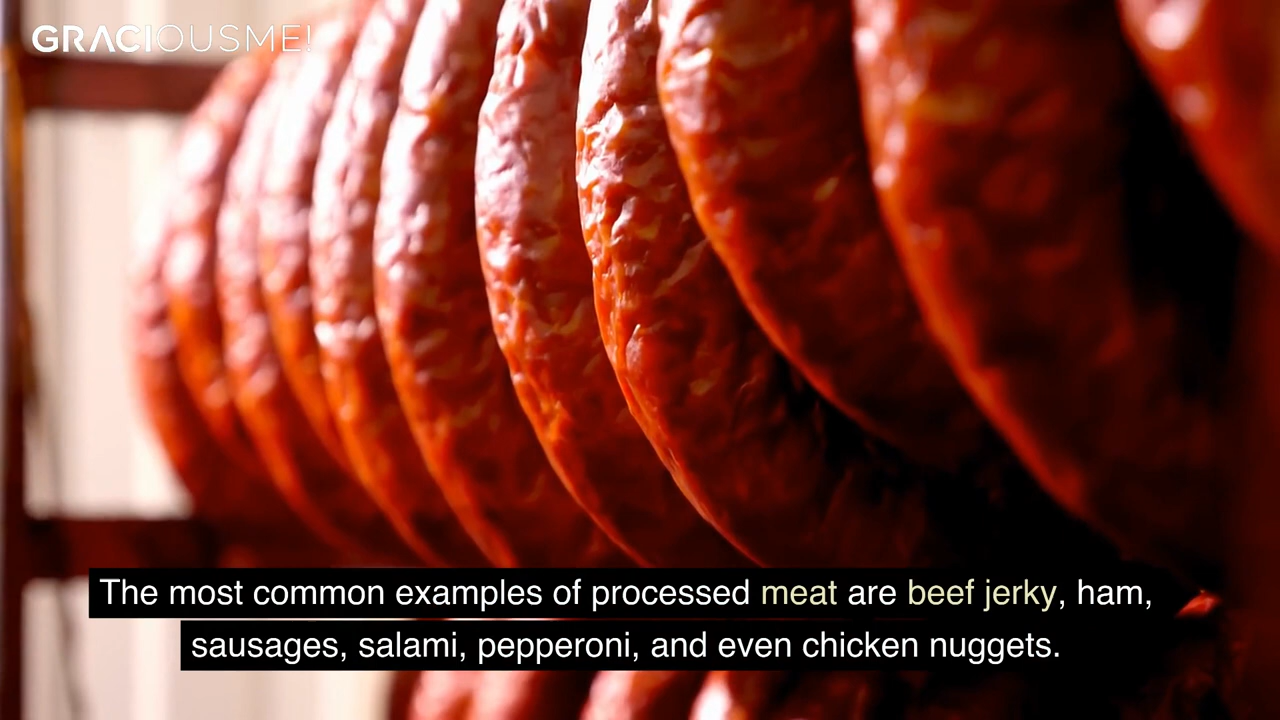 GRACIOUSME!
The most common examples of processed meat are beef jerky, ham,
sausages, salami, pepperoni, and even chicken nuggets.